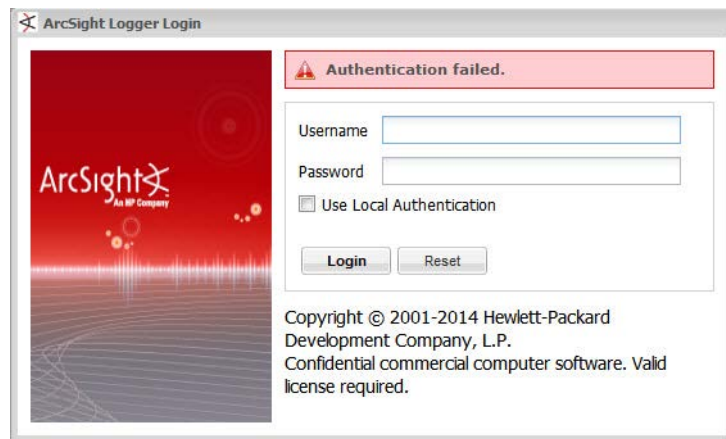 ArcSight Logger Login
ArcSight
An HP Company
Authentication failed.
Username
Password
Use Local Authentication
Login
Reset
Copyright © 2001-2014 Hewlett-Packard
Development Company, L.P.
Confidential commercial computer software. Valid
license required.